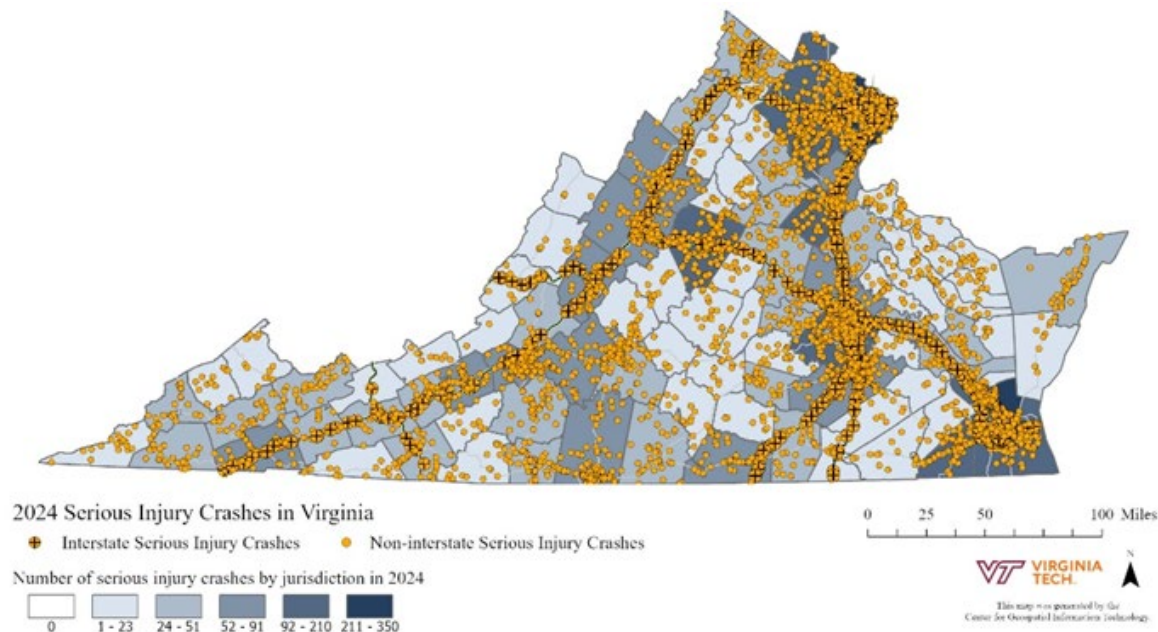 2024 Serious Injury Crashes in Virginia
Interstate Serious Injury Crashes Non-interstate Serious Injury Crashes
Number of serious injury crashes by jurisdiction in 2024
0 1 - 23 24 - 51 52 - 91 92 - 210 211 - 350
0 25 50 100 Miles
VT VIRGINIA
TECH.
N
This map was generated by the
Center for Geospatial Information Technology